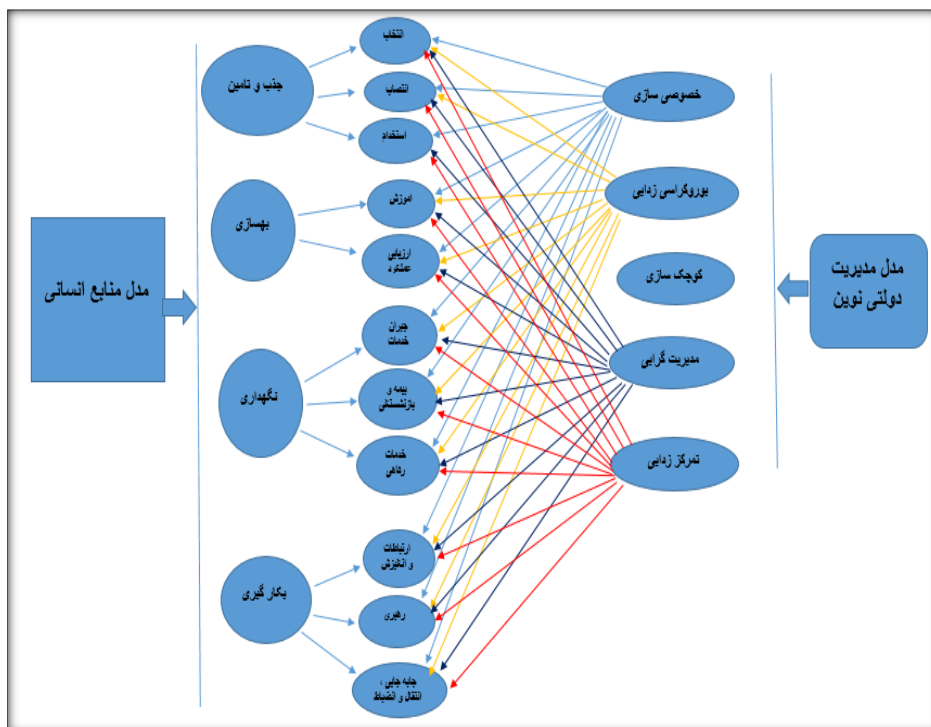 مدل مدیریت
دولتی نوین
خصوصی سازی
بوروکراسی زدایی
کوچک سازی
مدیریت گرایی
تمرکز زدایی
انتخاب
انتصاب
استخدام
اموزش
ارزیابی
عملکرد
جبران
خدمات
بیمه و
بازنشستگی
خدمات
رفاهی
ارتباطات
و انگیزش
رهبری
جابه جایی ،
انتقال و انضباط
جذب و تامین
بهسازی
نگهداری
بکار گیری
مدل منابع انسانی